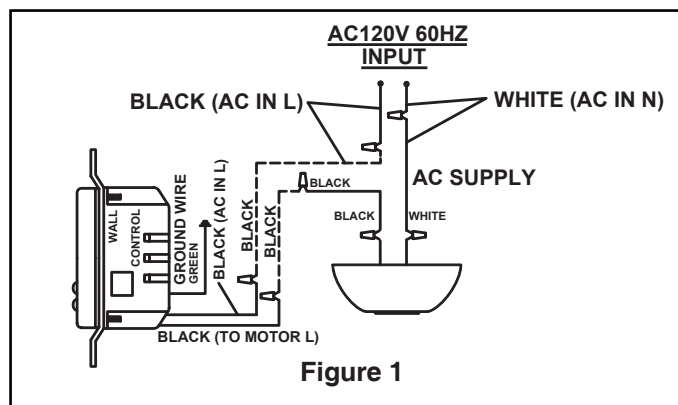 AC120V 60HZ
INPUT
BLACK (AC IN L)
WHITE (AC IN N)
AC SUPPLY
BLACK
BLACK
WHITE
WALL
CONTROL
GROUND WIRE
GREEN
BLACK (AC IN L)
BLACK
BLACK
BLACK (TO MOTOR L)
Figure 1